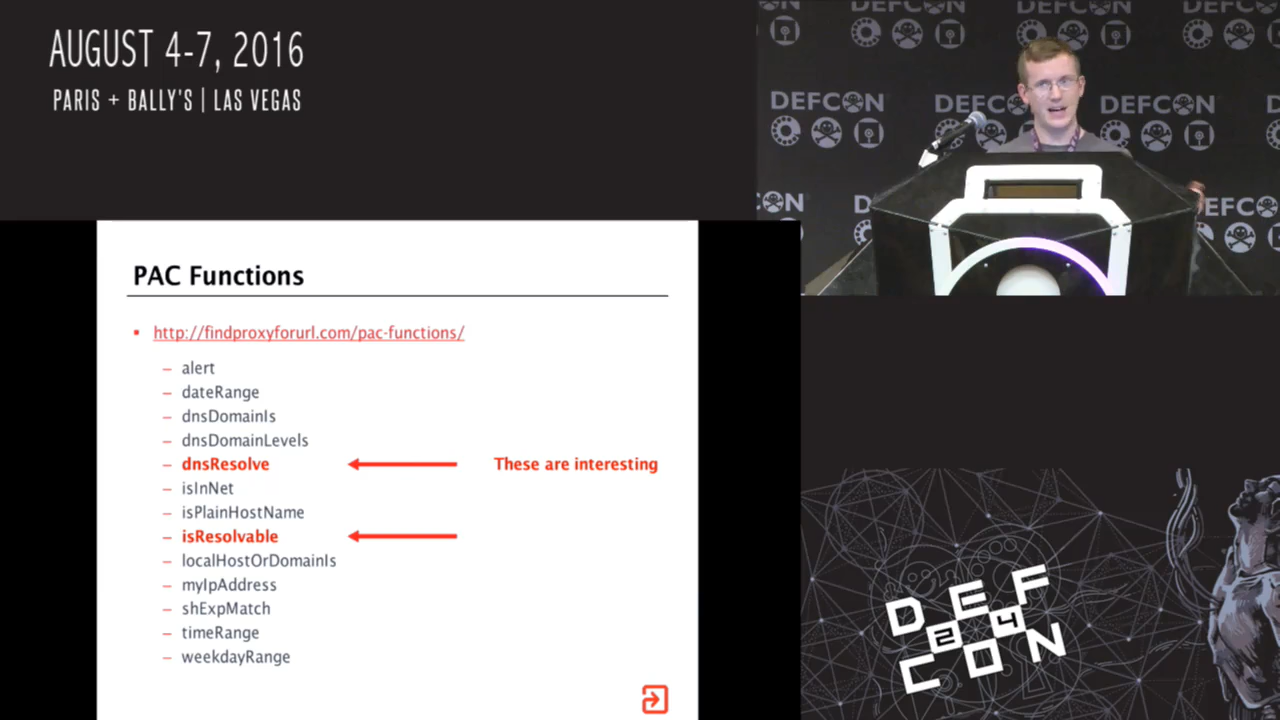 AUGUST 4-7, 2016
PARIS + BALLY'S | LAS VEGAS
DEFCON
DEFCON DEFCON DEFCON
PAC Functions
http://findproxyforurl.com/pac-functions/
– alert
– dateRange
– dnsDomainIs
– dnsDomainLevels
– dnsResolve These are interesting
– isInNet
– isPlainHostName
– isResolvable
– localHostOrDomainIs
– myIpAddress
– shExpMatch
– timeRange
– weekdayRange
DEF
24
CON